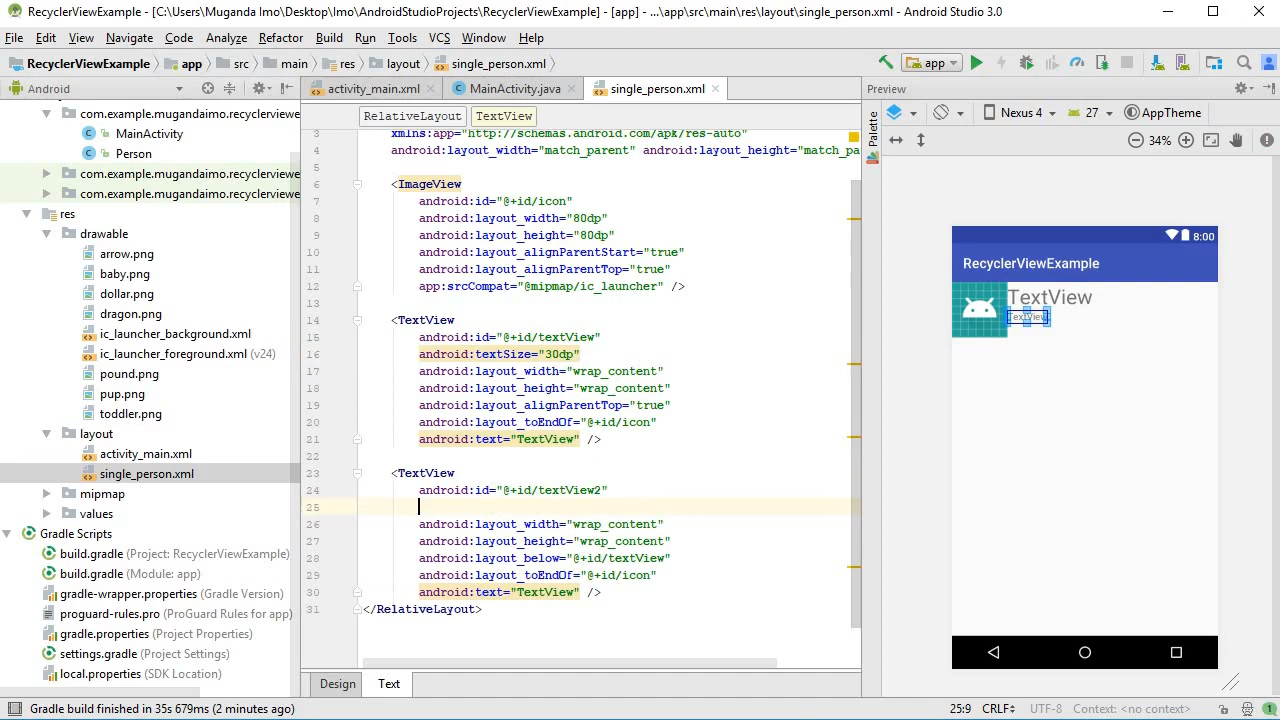 RecyclerViewExample - [C:\Users\Muganda Imo\Desktop\Imo\AndroidStudioProjects\RecyclerViewExample] - [app] - ...\app\src\main\res\layout\single_person.xml - Android Studio 3.0
File Edit View Navigate Code Analyze Refactor Build Run Tools VCS Window Help
RecyclerViewExample app src main res layout single_person.xml app
Android
activity_main.xml MainActivity.java single_person.xml
Preview
com.example.mugandaimo.recyclerviewe
MainActivity
Person
com.example.mugandaimo.recyclerviewe
com.example.mugandaimo.recyclerviewe
res
drawable
arrow.png
baby.png
dollar.png
dragon.png
ic_launcher_background.xml
ic_launcher_foreground.xml (v24)
pound.png
pup.png
toddler.png
layout
activity_main.xml
single_person.xml
mipmap
values
Gradle Scripts
build.gradle (Project: RecyclerViewExample)
build.gradle (Module: app)
gradle-wrapper.properties (Gradle Version)
proguard-rules.pro (ProGuard Rules for app)
gradle.properties (Project Properties)
settings.gradle (Project Settings)
local.properties (SDK Location)
RelativeLayout TextView
3 xmlns:app="http://schemas.android.com/apk/res-auto"
4 android:layout_width="match_parent" android:layout_height="match_pa
5
6 <ImageView
7 android:id="@+id/icon"
8 android:layout_width="80dp"
9 android:layout_height="80dp"
10 android:layout_alignParentStart="true"
11 android:layout_alignParentTop="true"
12 app:srcCompat="@mipmap/ic_launcher" />
13
14 <TextView
15 android:id="@+id/textView"
16 android:textSize="30dp"
17 android:layout_width="wrap_content"
18 android:layout_height="wrap_content"
19 android:layout_alignParentTop="true"
20 android:layout_toEndOf="@+id/icon"
21 android:text="TextView" />
22
23 <TextView
24 android:id="@+id/textView2"
25
26 android:layout_width="wrap_content"
27 android:layout_height="wrap_content"
28 android:layout_below="@+id/textView"
29 android:layout_toEndOf="@+id/icon"
30 android:text="TextView" />
31 </RelativeLayout>
Design Text
Palette
Nexus 4 27 AppTheme
34%
8:00
RecyclerViewExample
TextView
TextView
Gradle build finished in 35s 679ms (2 minutes ago)
25:9 CRLF UTF-8 Context: <no context> 1